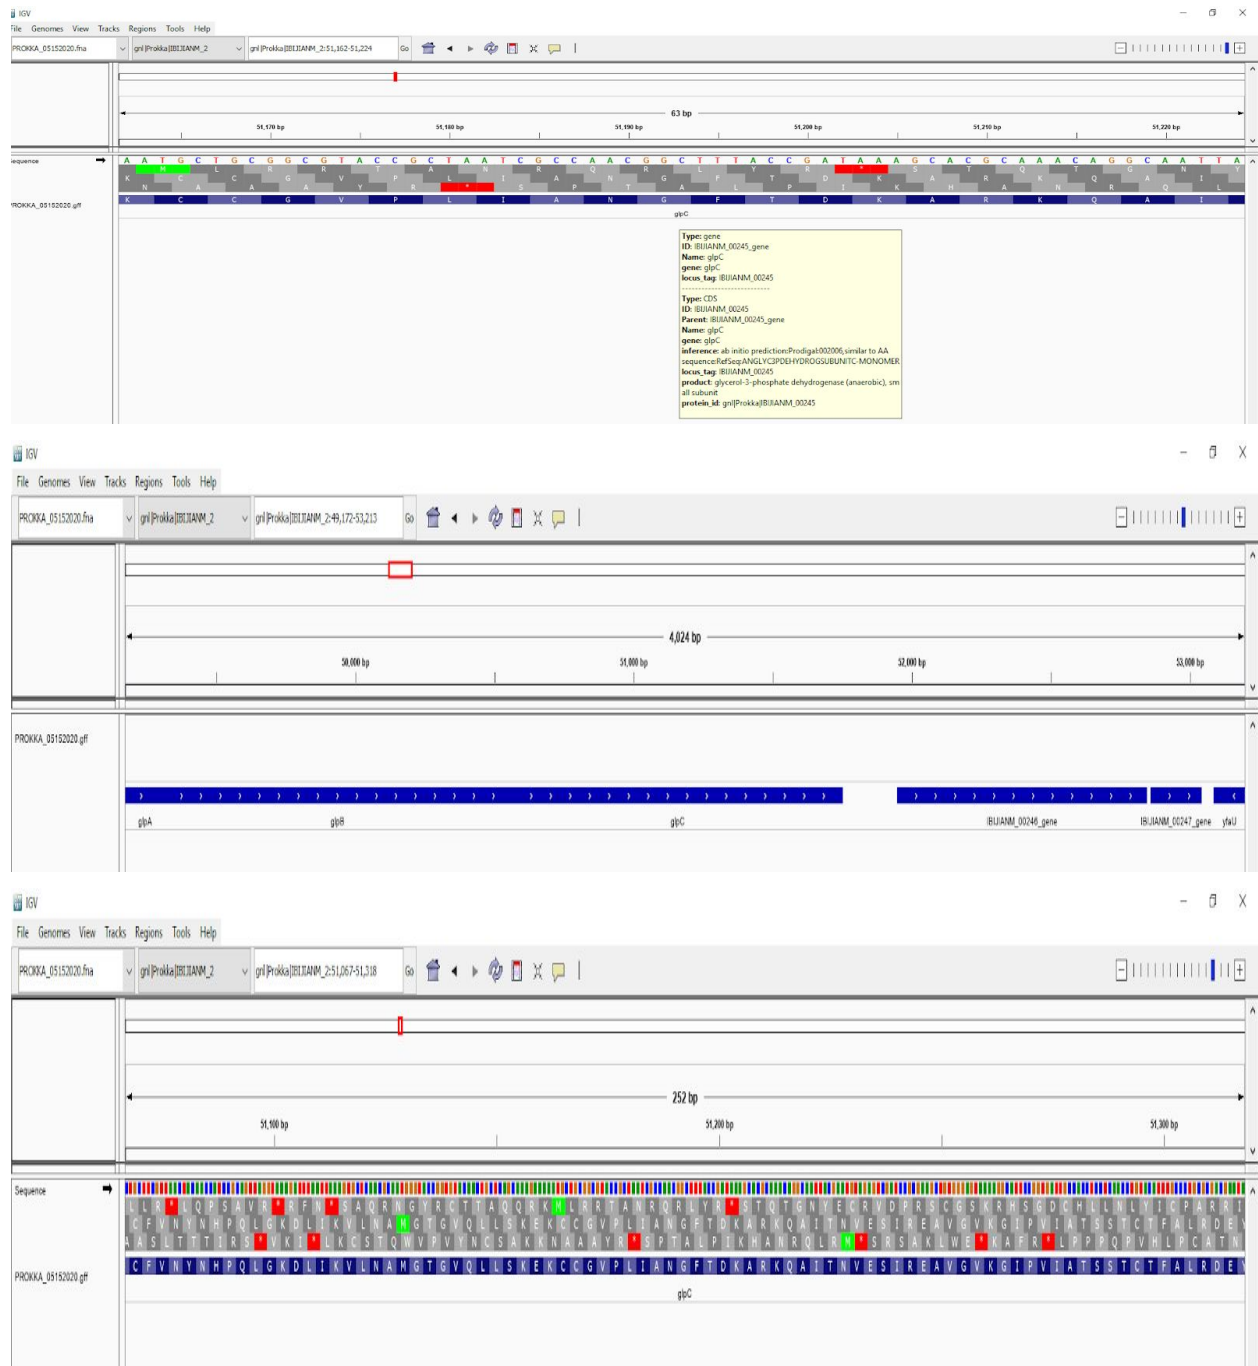 IGV
File Genomes View Tracks Regions Tools Help
PROKKA_05152020.fna gnl|Prokka|IBIJIANM_2 gnl|Prokka|IBIJIANM_2:51,162-51,224 Go
63 bp
51,170 bp 51,180 bp 51,190 bp 51,200 bp 51,210 bp 51,220 bp
Sequence A A T G C T G C G G C G T A C C G C T A A T C G C C A A C G G C T T T A C C G A T A A A G C A C G C A A A C A G G C A A T T A
M L R R T A N R Q R L Y R * S T Q T G N Y
K C C G V P L I A N G F T D K A R K Q A I
N A A A Y R * S P T A L P I K H A N R Q L
PROKKA_05152020.gff K C C G V P L I A N G F T D K A R K Q A I
glpC
Type: gene
ID: IBIJIANM_00245_gene
Name: glpC
gene: glpC
locus_tag: IBIJIANM_00245
----------------------------
Type: CDS
ID: IBIJIANM_00245
Parent: IBIJIANM_00245_gene
Name: glpC
gene: glpC
inference: ab initio prediction:Prodigal:002006,similar to AA
sequence:RefSeq:ANGLYC3PDEHYDROGSUBUNITC-MONOMER
locus_tag: IBIJIANM_00245
product: glycerol-3-phosphate dehydrogenase (anaerobic), sm
all subunit
protein_id: gnl|Prokka|IBIJIANM_00245
IGV
File Genomes View Tracks Regions Tools Help
PROKKA_05152020.fna gnl|Prokka|IBIJIANM_2 gnl|Prokka|IBIJIANM_2:49,172-53,213 Go
4,024 bp
50,000 bp 51,000 bp 52,000 bp 53,000 bp
PROKKA_05152020.gff
glpA glpB glpC IBIJIANM_00246_gene IBIJIANM_00247_gene yfaU
IGV
File Genomes View Tracks Regions Tools Help
PROKKA_05152020.fna gnl|Prokka|IBIJIANM_2 gnl|Prokka|IBIJIANM_2:51,067-51,318 Go
252 bp
51,100 bp 51,200 bp 51,300 bp
Sequence
L L R * L Q P S A V R * R F N * S A Q R N G Y R C T T A Q Q R K M L R R T A N R Q R L Y R * S T Q T G N Y E C R V D P R S C G S K R H S G D C H L L N L Y I C P A R R I
C F V N Y N H P Q L G K D L I K V L N A M G T G V Q L L S K E K C C G V P L I A N G F T D K A R K Q A I T N V E S I R E A V G V K G I P V I A T S S T C T F A L R D E Y
A A S L T T T I R S * V K I * L K C S T Q W V P V Y N C S A K K N A A A Y R * S P T A L P I K H A N R Q L R M * S R S A K L W E * K A F R * L P P P Q P V H L P C A T N
PROKKA_05152020.gff C F V N Y N H P Q L G K D L I K V L N A M G T G V Q L L S K E K C C G V P L I A N G F T D K A R K Q A I T N V E S I R E A V G V K G I P V I A T S S T C T F A L R D E Y
glpC